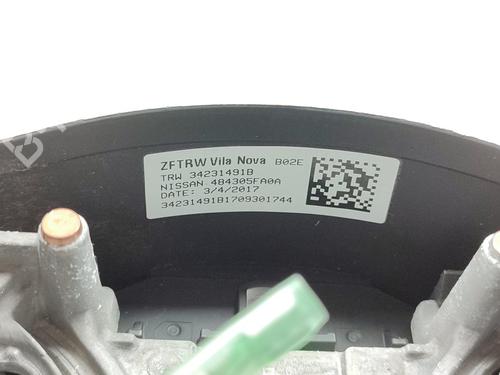 ZFTRW Vila Nova B02E
TRW 34231491B
NISSAN 484305FA0A
DATE: 3/4/2017
34231491B1709301744